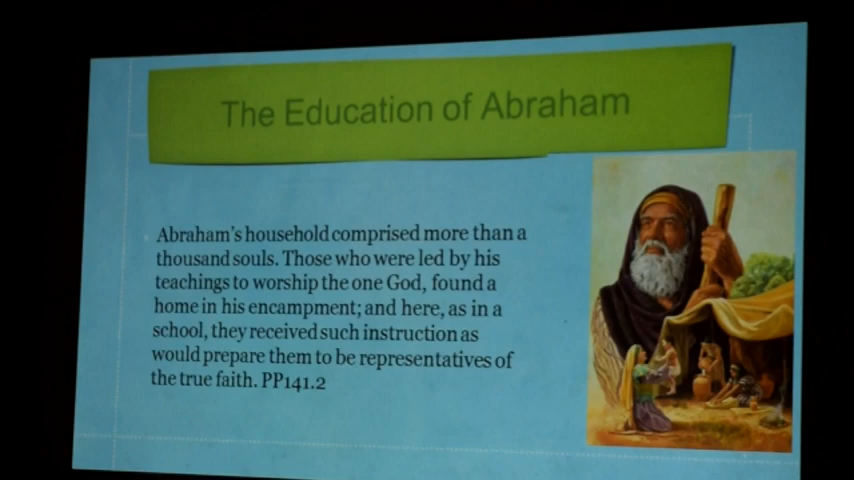 The Education of Abraham
Abraham's household comprised more than a
thousand souls. Those who were led by his
teachings to worship the one God, found a
home in his encampment; and here, as in a
school, they received such instruction as
would prepare them to be representatives of
the true faith. PP141.2